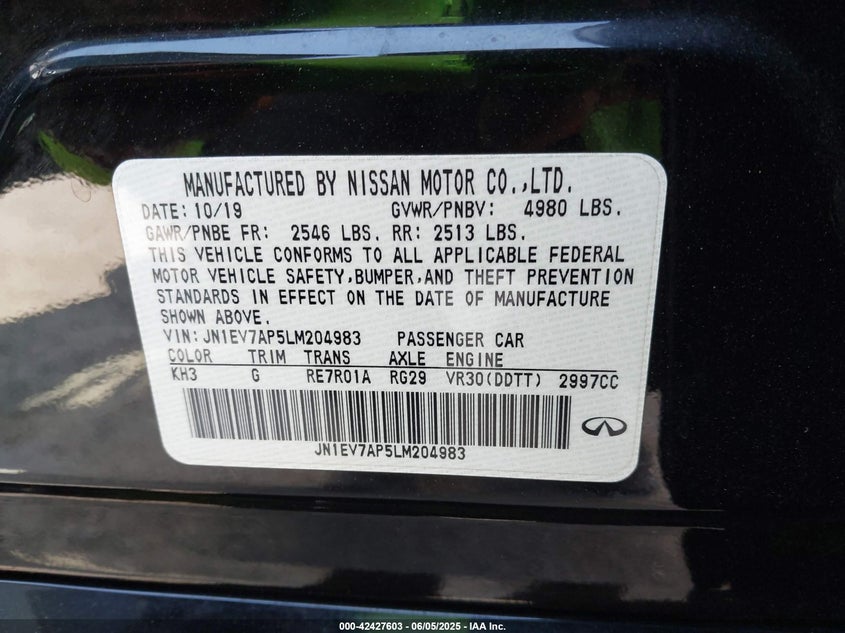 MANUFACTURED BY NISSAN MOTOR CO.,LTD.
DATE: 10/19 GVWR/PNBV: 4980 LBS.
GAWR/PNBE FR: 2546 LBS. RR: 2513 LBS.
THIS VEHICLE CONFORMS TO ALL APPLICABLE FEDERAL
MOTOR VEHICLE SAFETY,BUMPER,AND THEFT PREVENTION
STANDARDS IN EFFECT ON THE DATE OF MANUFACTURE
SHOWN ABOVE.
VIN: JN1EV7AP5LM204983 PASSENGER CAR
COLOR TRIM TRANS AXLE ENGINE
KH3 G RE7R01A RG29 VR30(DDTT) 2997CC
JN1EV7AP5LM204983
000-42427603 | 06/05/2025 - IAA Inc.